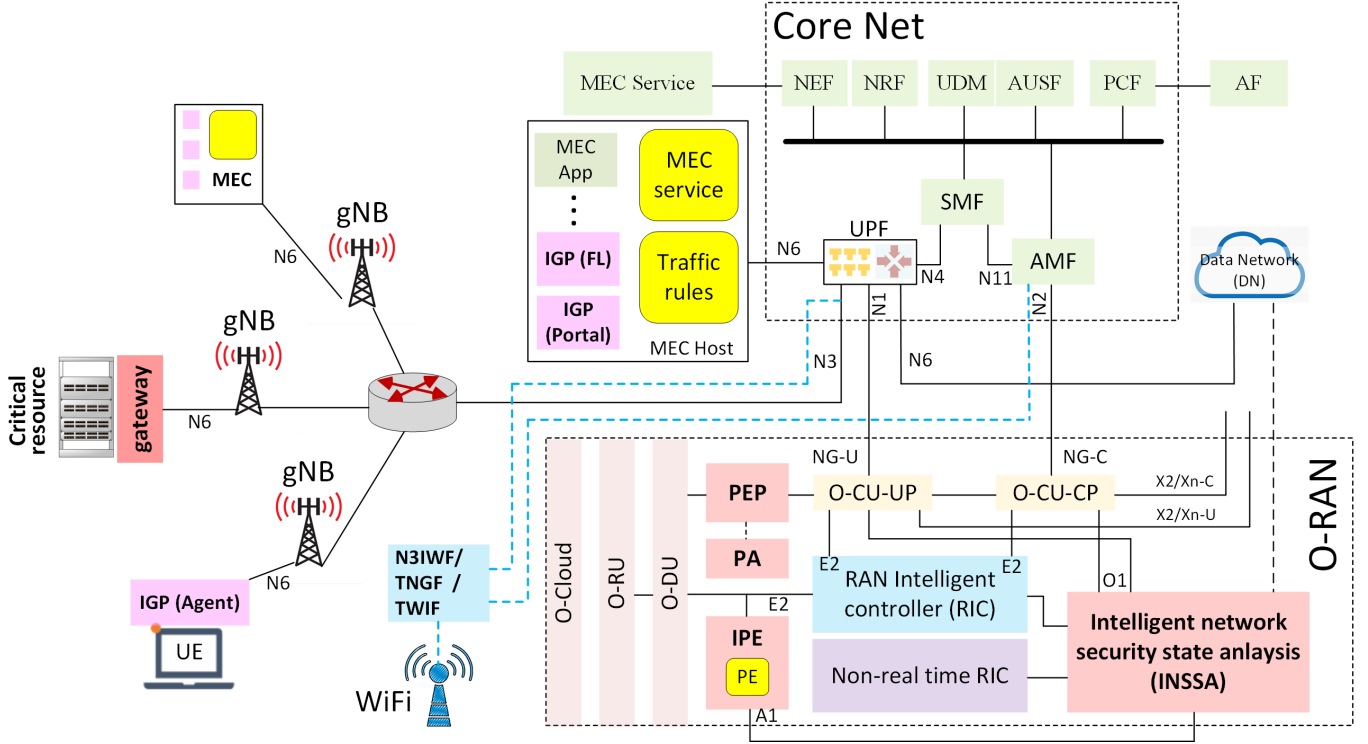 Core Net
MEC Service
NEF
NRF
UDM
AUSF
PCF
AF
MEC
App
MEC
service
IGP (FL)
Traffic
rules
IGP
(Portal)
MEC Host
MEC
gNB
N6
gNB
Critical
resource
gateway
N6
gNB
N6
IGP (Agent)
UE
SMF
UPF
N6
N4
N11
AMF
N1
N2
N3
N6
Data Network
(DN)
N3IWF/
TNGF /
TWIF
WiFi
O-RAN
NG-U
NG-C
X2/Xn-C
X2/Xn-U
O-Cloud
O-RU
O-DU
PEP
PA
O-CU-UP
O-CU-CP
E2
E2
O1
E2
RAN Intelligent
controller (RIC)
IPE
PE
A1
Non-real time RIC
Intelligent network
security state anlaysis
(INSSA)